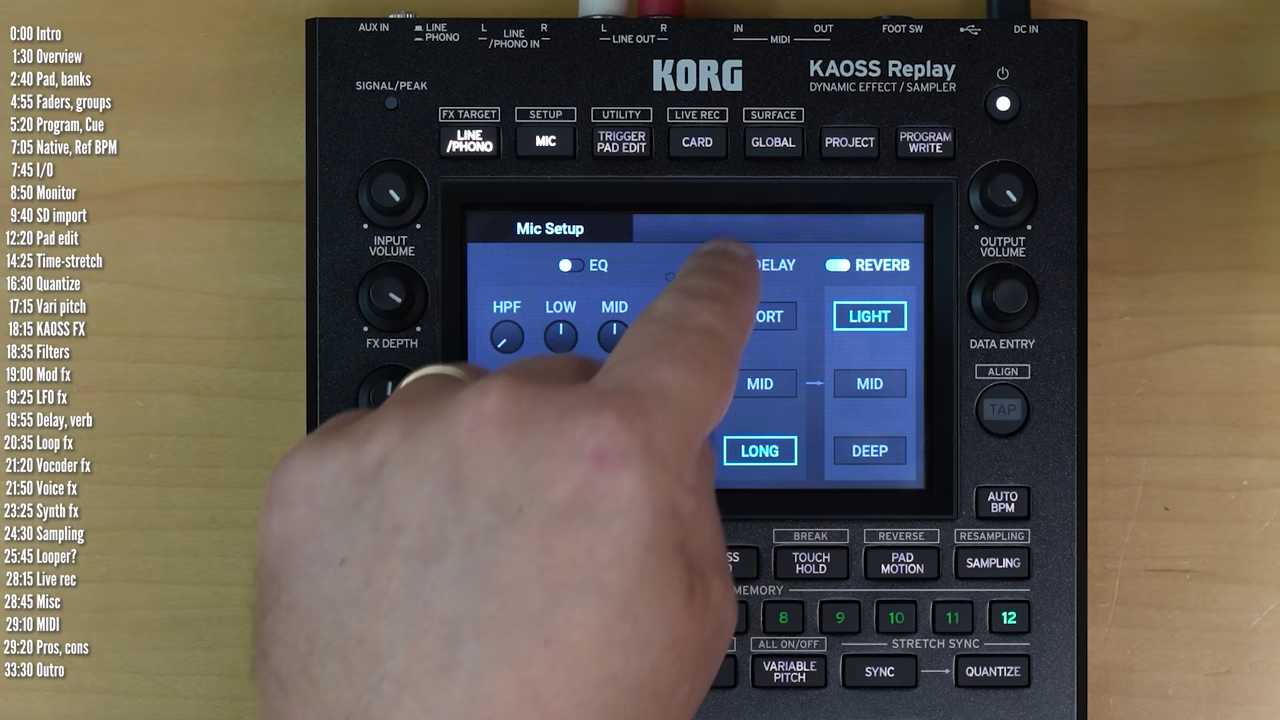 0:00 Intro
1:30 Overview
2:40 Pad, banks
4:55 Faders, groups
5:20 Program, Cue
7:05 Native, Ref BPM
7:45 I/O
8:50 Monitor
9:40 SD import
12:20 Pad edit
14:25 Time-stretch
16:30 Quantize
17:15 Vari pitch
18:15 KAOSS FX
18:35 Filters
19:00 Mod fx
19:25 LFO fx
19:55 Delay, verb
20:35 Loop fx
21:20 Vocoder fx
21:50 Voice fx
23:25 Synth fx
24:30 Sampling
25:45 Looper?
28:15 Live rec
28:45 Misc
29:10 MIDI
29:20 Pros, cons
33:30 Outro
AUX IN
LINE
PHONO
L
LINE
/PHONO IN
R
L
LINE OUT
R
IN
MIDI
OUT
FOOT SW
DC IN
SIGNAL/PEAK
KORG
KAOSS Replay
DYNAMIC EFFECT / SAMPLER
FX TARGET
SETUP
UTILITY
LIVE REC
SURFACE
LINE
/PHONO
MIC
TRIGGER
PAD EDIT
CARD
GLOBAL
PROJECT
PROGRAM
WRITE
INPUT
VOLUME
OUTPUT
VOLUME
FX DEPTH
DATA ENTRY
ALIGN
TAP
AUTO
BPM
Mic Setup
EQ
DELAY
REVERB
HPF
LOW
MID
ORT
LIGHT
MID
MID
LONG
DEEP
BREAK
REVERSE
RESAMPLING
SS
TOUCH
HOLD
PAD
MOTION
SAMPLING
MEMORY
8
9
10
11
12
ALL ON/OFF
STRETCH SYNC
VARIABLE
PITCH
SYNC
QUANTIZE